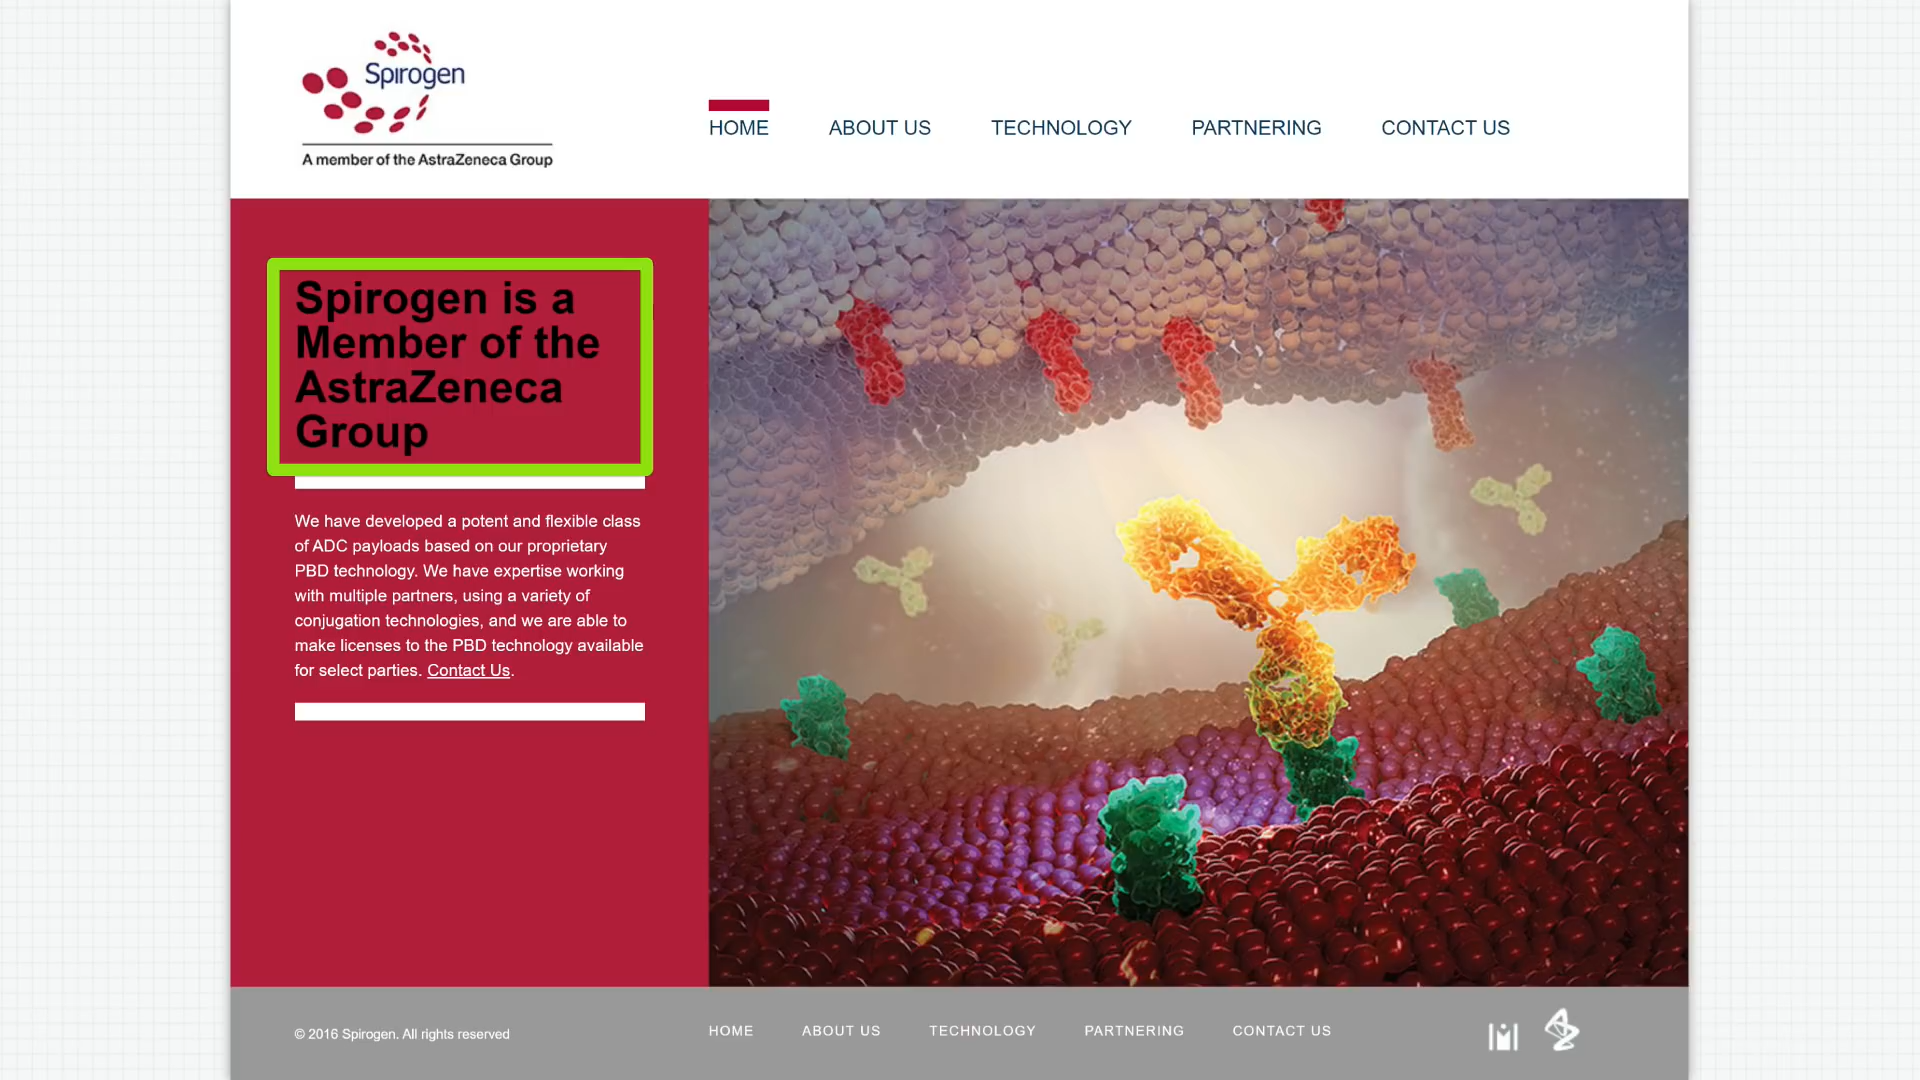 Spirogen
A member of the AstraZeneca Group
HOME
ABOUT US
TECHNOLOGY
PARTNERING
CONTACT US
Spirogen is a
Member of the
AstraZeneca
Group
We have developed a potent and flexible class
of ADC payloads based on our proprietary
PBD technology. We have expertise working
with multiple partners, using a variety of
conjugation technologies, and we are able to
make licenses to the PBD technology available
for select parties. Contact Us.
© 2016 Spirogen. All rights reserved
HOME
ABOUT US
TECHNOLOGY
PARTNERING
CONTACT US